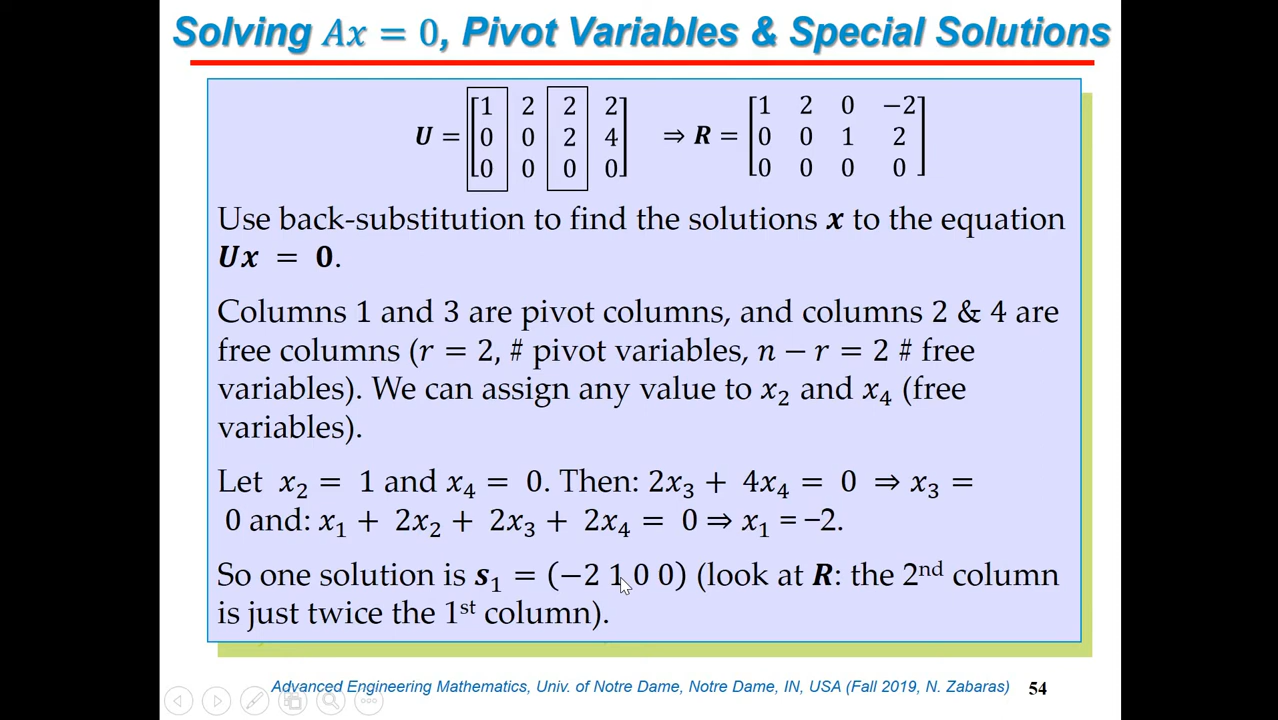 Solving 𝐴𝑥 = 0, Pivot Variables & Special Solutions
𝑼 = [1 2 2 2; 0 0 2 4; 0 0 0 0] ⇒ 𝑹 = [1 2 0 −2; 0 0 1 2; 0 0 0 0]
Use back-substitution to find the solutions 𝒙 to the equation
𝑼𝒙 = 𝟎.
Columns 1 and 3 are pivot columns, and columns 2 & 4 are
free columns (𝑟 = 2, # pivot variables, 𝑛 − 𝑟 = 2 # free
variables). We can assign any value to 𝑥₂ and 𝑥₄ (free
variables).
Let 𝑥₂ = 1 and 𝑥₄ = 0. Then: 2𝑥₃ + 4𝑥₄ = 0 ⇒ 𝑥₃ =
0 and: 𝑥₁ + 2𝑥₂ + 2𝑥₃ + 2𝑥₄ = 0 ⇒ 𝑥₁ = −2.
So one solution is 𝒔₁ = (−2 1 0 0) (look at 𝑹: the 2ⁿᵈ column
is just twice the 1ˢᵗ column).
Advanced Engineering Mathematics, Univ. of Notre Dame, Notre Dame, IN, USA (Fall 2019, N. Zabaras) 54